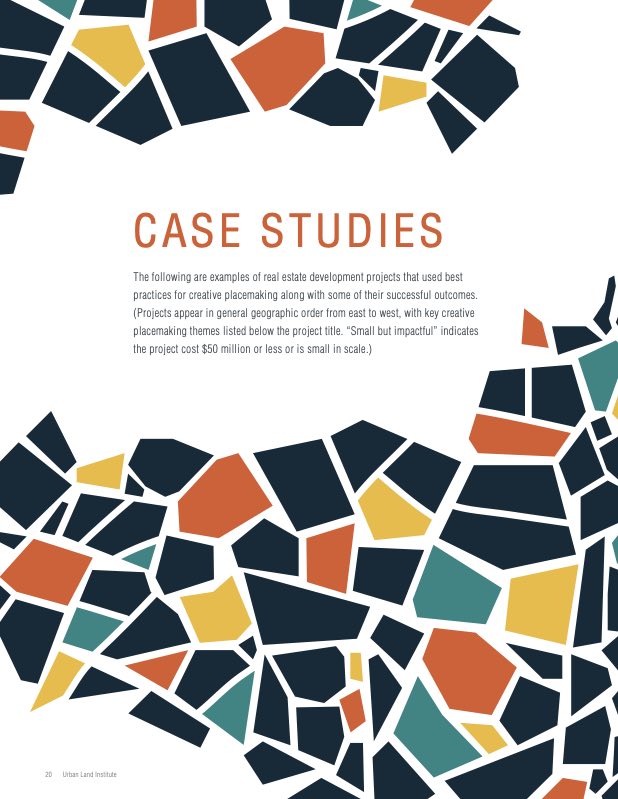 CASE STUDIES
The following are examples of real estate development projects that used best
practices for creative placemaking along with some of their successful outcomes.
(Projects appear in general geographic order from east to west, with key creative
placemaking themes listed below the project title. “Small but impactful” indicates
the project cost $50 million or less or is small in scale.)
20 Urban Land Institute